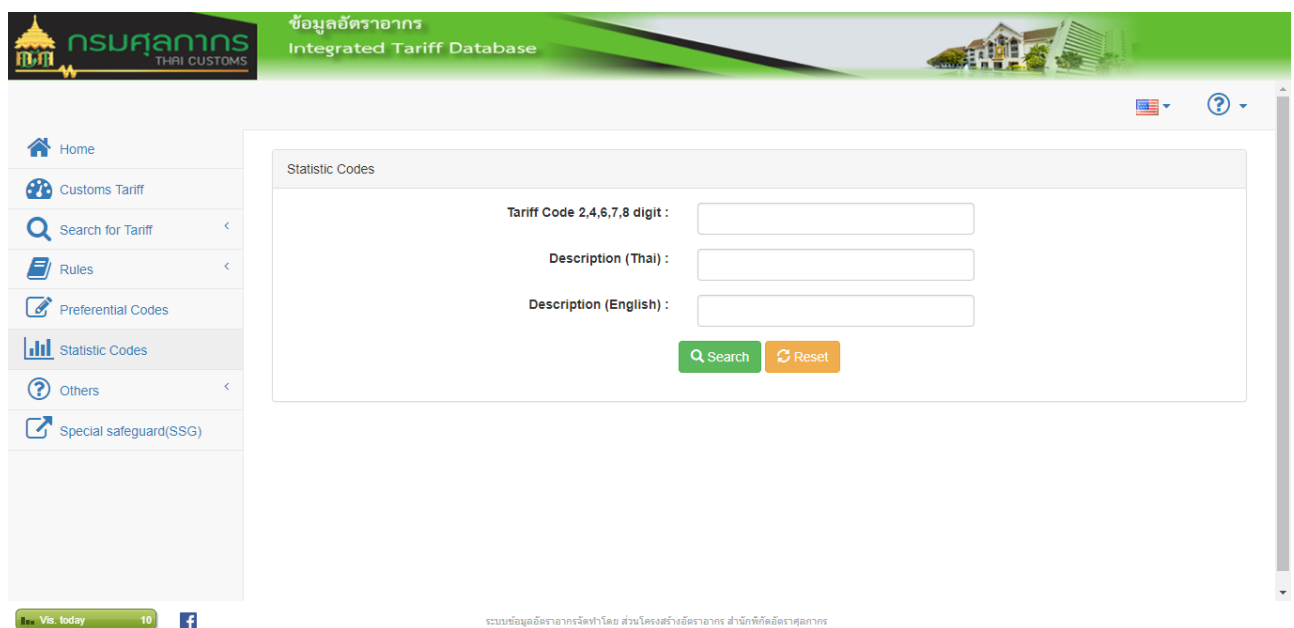 กรมศุลกากร
THAI CUSTOMS
ข้อมูลอัตราอากร
Integrated Tariff Database
Home
Customs Tariff
Search for Tariff
Rules
Preferential Codes
Statistic Codes
Others
Special safeguard(SSG)
Statistic Codes
Tariff Code 2,4,6,7,8 digit :
Description (Thai) :
Description (English) :
Search
Reset
Vis. today 10
ระบบข้อมูลอัตราอากรจัดทำโดย ส่วนโครงสร้างอัตราอากร สำนักพิกัดอัตราศุลกากร